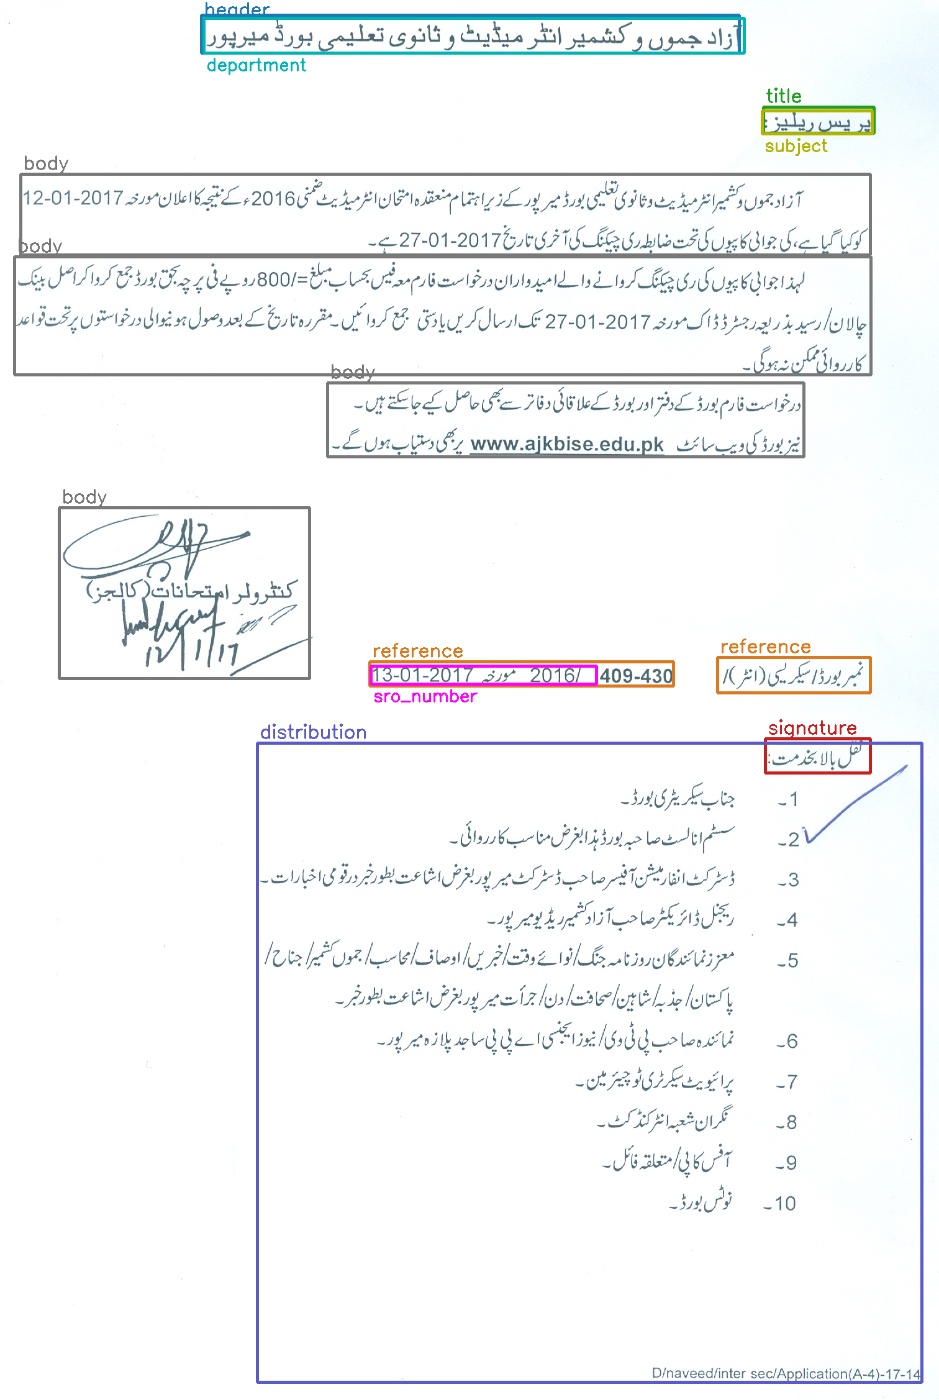 header
آزاد جموں و کشمیر انٹر میڈیٹ و ثانوی تعلیمی بورڈ میرپور
department
title
پریس ریلیز:
subject
body
آزاد جموں و کشمیر انٹر میڈیٹ و ثانوی تعلیمی بورڈ میرپور کے زیر اہتمام منعقدہ امتحان انٹر میڈیٹ ضمنی 2016ء کے نتیجہ کا اعلان مورخہ 12-01-2017
کو کیا گیا ہے، کی جوابی کاپیوں کی تحت ضابطہ ری چیکنگ کی آخری تاریخ 27-01-2017 ہے۔
body
لہذا جوابی کاپیوں کی ری چیکنگ کروانے والے امیدواران درخواست فارم معہ فیس بحساب مبلغ =/800 روپے فی پرچہ بحق بورڈ جمع کروا کر اصل بینک
چالان/رسید بذریعہ رجسٹرڈ ڈاک مورخہ 27-01-2017 تک ارسال کریں یا دستی جمع کروائیں۔ مقررہ تاریخ کے بعد وصول ہونیوالی درخواستوں پر تحت قواعد
کارروائی ممکن نہ ہوگی۔
body
درخواست فارم بورڈ کے دفتر اور بورڈ کے علاقائی دفاتر سے بھی حاصل کیے جا سکتے ہیں۔
نیز بورڈ کی ویب سائٹ www.ajkbise.edu.pk پر بھی دستیاب ہوں گے۔
body
کنٹرولر امتحانات (کالجز)
12/1/17
reference
نمبر بورڈ/سیکریسی (انٹر)/
reference
409-430 /2016 مورخہ 13-01-2017
sro_number
signature
distribution
نقل بالا بخدمت:
1۔ جناب سیکریٹری بورڈ۔
2۔ سسٹم انالسٹ صاحبہ بورڈ ہذا بغرض مناسب کارروائی۔
3۔ ڈسٹرکٹ انفارمیشن آفیسر صاحب ڈسٹرکٹ میرپور بغرض اشاعت بطور خبر در قومی اخبارات۔
4۔ ریجنل ڈائریکٹر صاحب آزاد کشمیر ریڈیو میرپور۔
5۔ معزز نمائندگان روزنامہ جنگ/نوائے وقت/خبریں/اوصاف/محاسب/جموں کشمیر/جناح/
پاکستان/جذبہ/شاہین/صحافت/دن/جرأت میرپور بغرض اشاعت بطور خبر۔
6۔ نمائندہ صاحب پی ٹی وی/نیوز ایجنسی اے پی پی ساجد پلازہ میرپور۔
7۔ پرائیویٹ سیکرٹری ٹو چیئرمین۔
8۔ نگران شعبہ انٹر کنڈکٹ۔
9۔ آفس کاپی/متعلقہ فائل۔
10۔ نوٹس بورڈ۔
D/naveed/inter sec/Application(A-4)-17-14